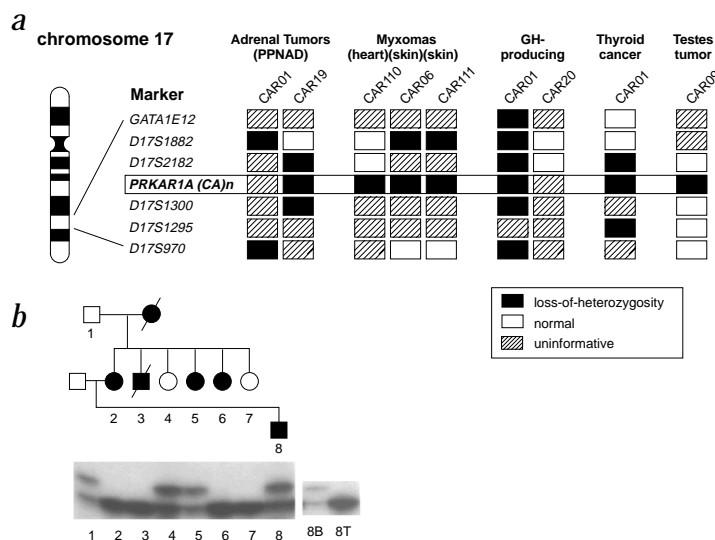 a
chromosome 17
Adrenal Tumors (PPNAD)
Myxomas (heart)(skin)(skin)
GH-producing
Thyroid cancer
Testes tumor
CAR01 CAR19 CAR110 CAR06 CAR111 CAR01 CAR20 CAR01 CAR09
Marker
GATA1E12
D17S1882
D17S2182
PRKAR1A (CA)n
D17S1300
D17S1295
D17S970
loss-of-heterozygosity
normal
uninformative
b
1
2 3 4 5 6 7
8
1 2 3 4 5 6 7 8 8B 8T